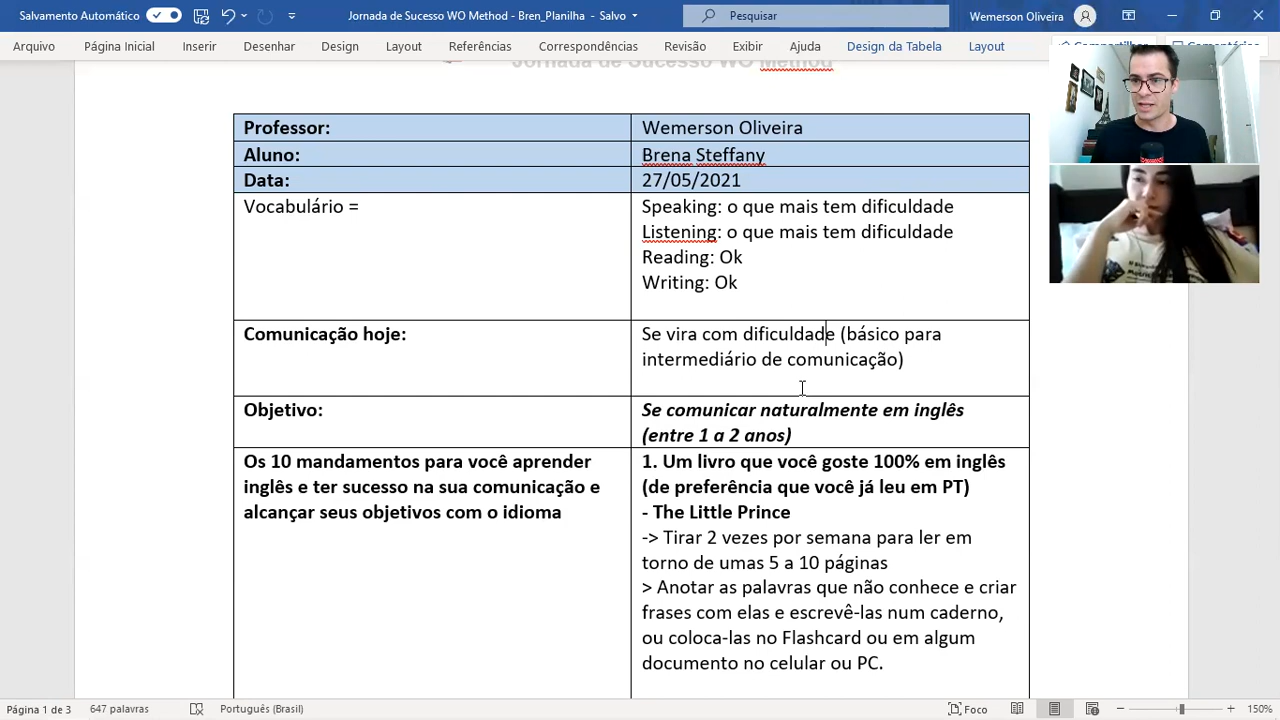 Salvamento Automático
Jornada de Sucesso WO Method - Bren_Planilha - Salvo
Pesquisar
Wemerson Oliveira
Arquivo Página Inicial Inserir Desenhar Design Layout Referências Correspondências Revisão Exibir Ajuda Design da Tabela Layout
Jornada de Sucesso WO Method
Professor: Wemerson Oliveira
Aluno: Brena Steffany
Data: 27/05/2021
Vocabulário = Speaking: o que mais tem dificuldade
Listening: o que mais tem dificuldade
Reading: Ok
Writing: Ok
Comunicação hoje: Se vira com dificuldade (básico para
intermediário de comunicação)
Objetivo: Se comunicar naturalmente em inglês
(entre 1 a 2 anos)
Os 10 mandamentos para você aprender
inglês e ter sucesso na sua comunicação e
alcançar seus objetivos com o idioma
1. Um livro que você goste 100% em inglês
(de preferência que você já leu em PT)
- The Little Prince
-> Tirar 2 vezes por semana para ler em
torno de umas 5 a 10 páginas
> Anotar as palavras que não conhece e criar
frases com elas e escrevê-las num caderno,
ou coloca-las no Flashcard ou em algum
documento no celular ou PC.
Página 1 de 3 647 palavras Português (Brasil) Foco 150%